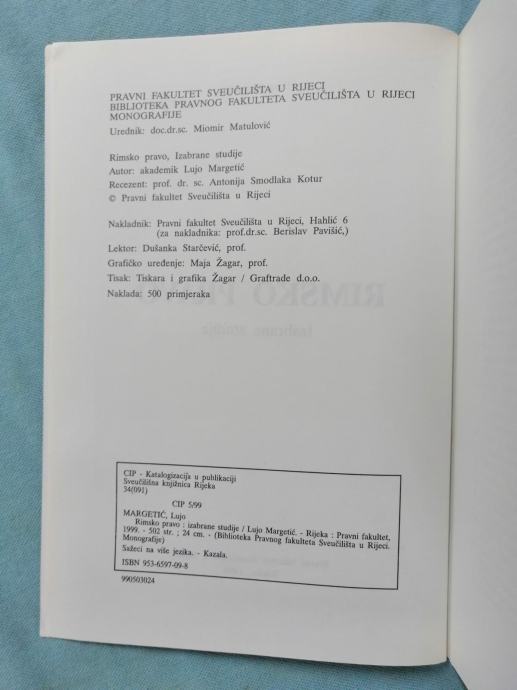 PRAVNI FAKULTET SVEUČILIŠTA U RIJECI
BIBLIOTEKA PRAVNOG FAKULTETA SVEUČILIŠTA U RIJECI
MONOGRAFIJE
Urednik: doc.dr.sc. Miomir Matulović
Rimsko pravo, Izabrane studije
Autor: akademik Lujo Margetić
Recezent: prof. dr. sc. Antonija Smodlaka Kotur
© Pravni fakultet Sveučilišta u Rijeci
Nakladnik: Pravni fakultet Sveučilišta u Rijeci, Hahlić 6
(za nakladnika: prof.dr.sc. Berislav Pavišić,)
Lektor: Dušanka Starčević, prof.
Grafičko uređenje: Maja Žagar, prof.
Tisak: Tiskara i grafika Žagar / Graftrade d.o.o.
Naklada: 500 primjeraka
RIMSKO
Izabrane studije
CIP - Katalogizacija u publikaciji
Sveučilišna knjižnica Rijeka
34(091)
CIP 5/99
MARGETIĆ, Lujo
Rimsko pravo : izabrane studije / Lujo Margetić. - Rijeka : Pravni fakultet,
1999. - 502 str. ; 24 cm. - (Biblioteka Pravnog fakulteta Sveučilišta u Rijeci.
Monografije)
Sažeci na više jezika. - Kazala.
ISBN 953-6597-09-8
990503024